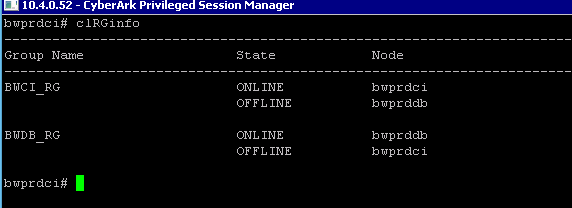 10.4.0.52 - CyberArk Privileged Session Manager
bwprdci# clRGinfo
-----------------------------------------------------------------------------
Group Name                   State            Node
-----------------------------------------------------------------------------
BWCI_RG                      ONLINE           bwprdci
                             OFFLINE          bwprddb
BWDB_RG                      ONLINE           bwprddb
                             OFFLINE          bwprdci
bwprdci#